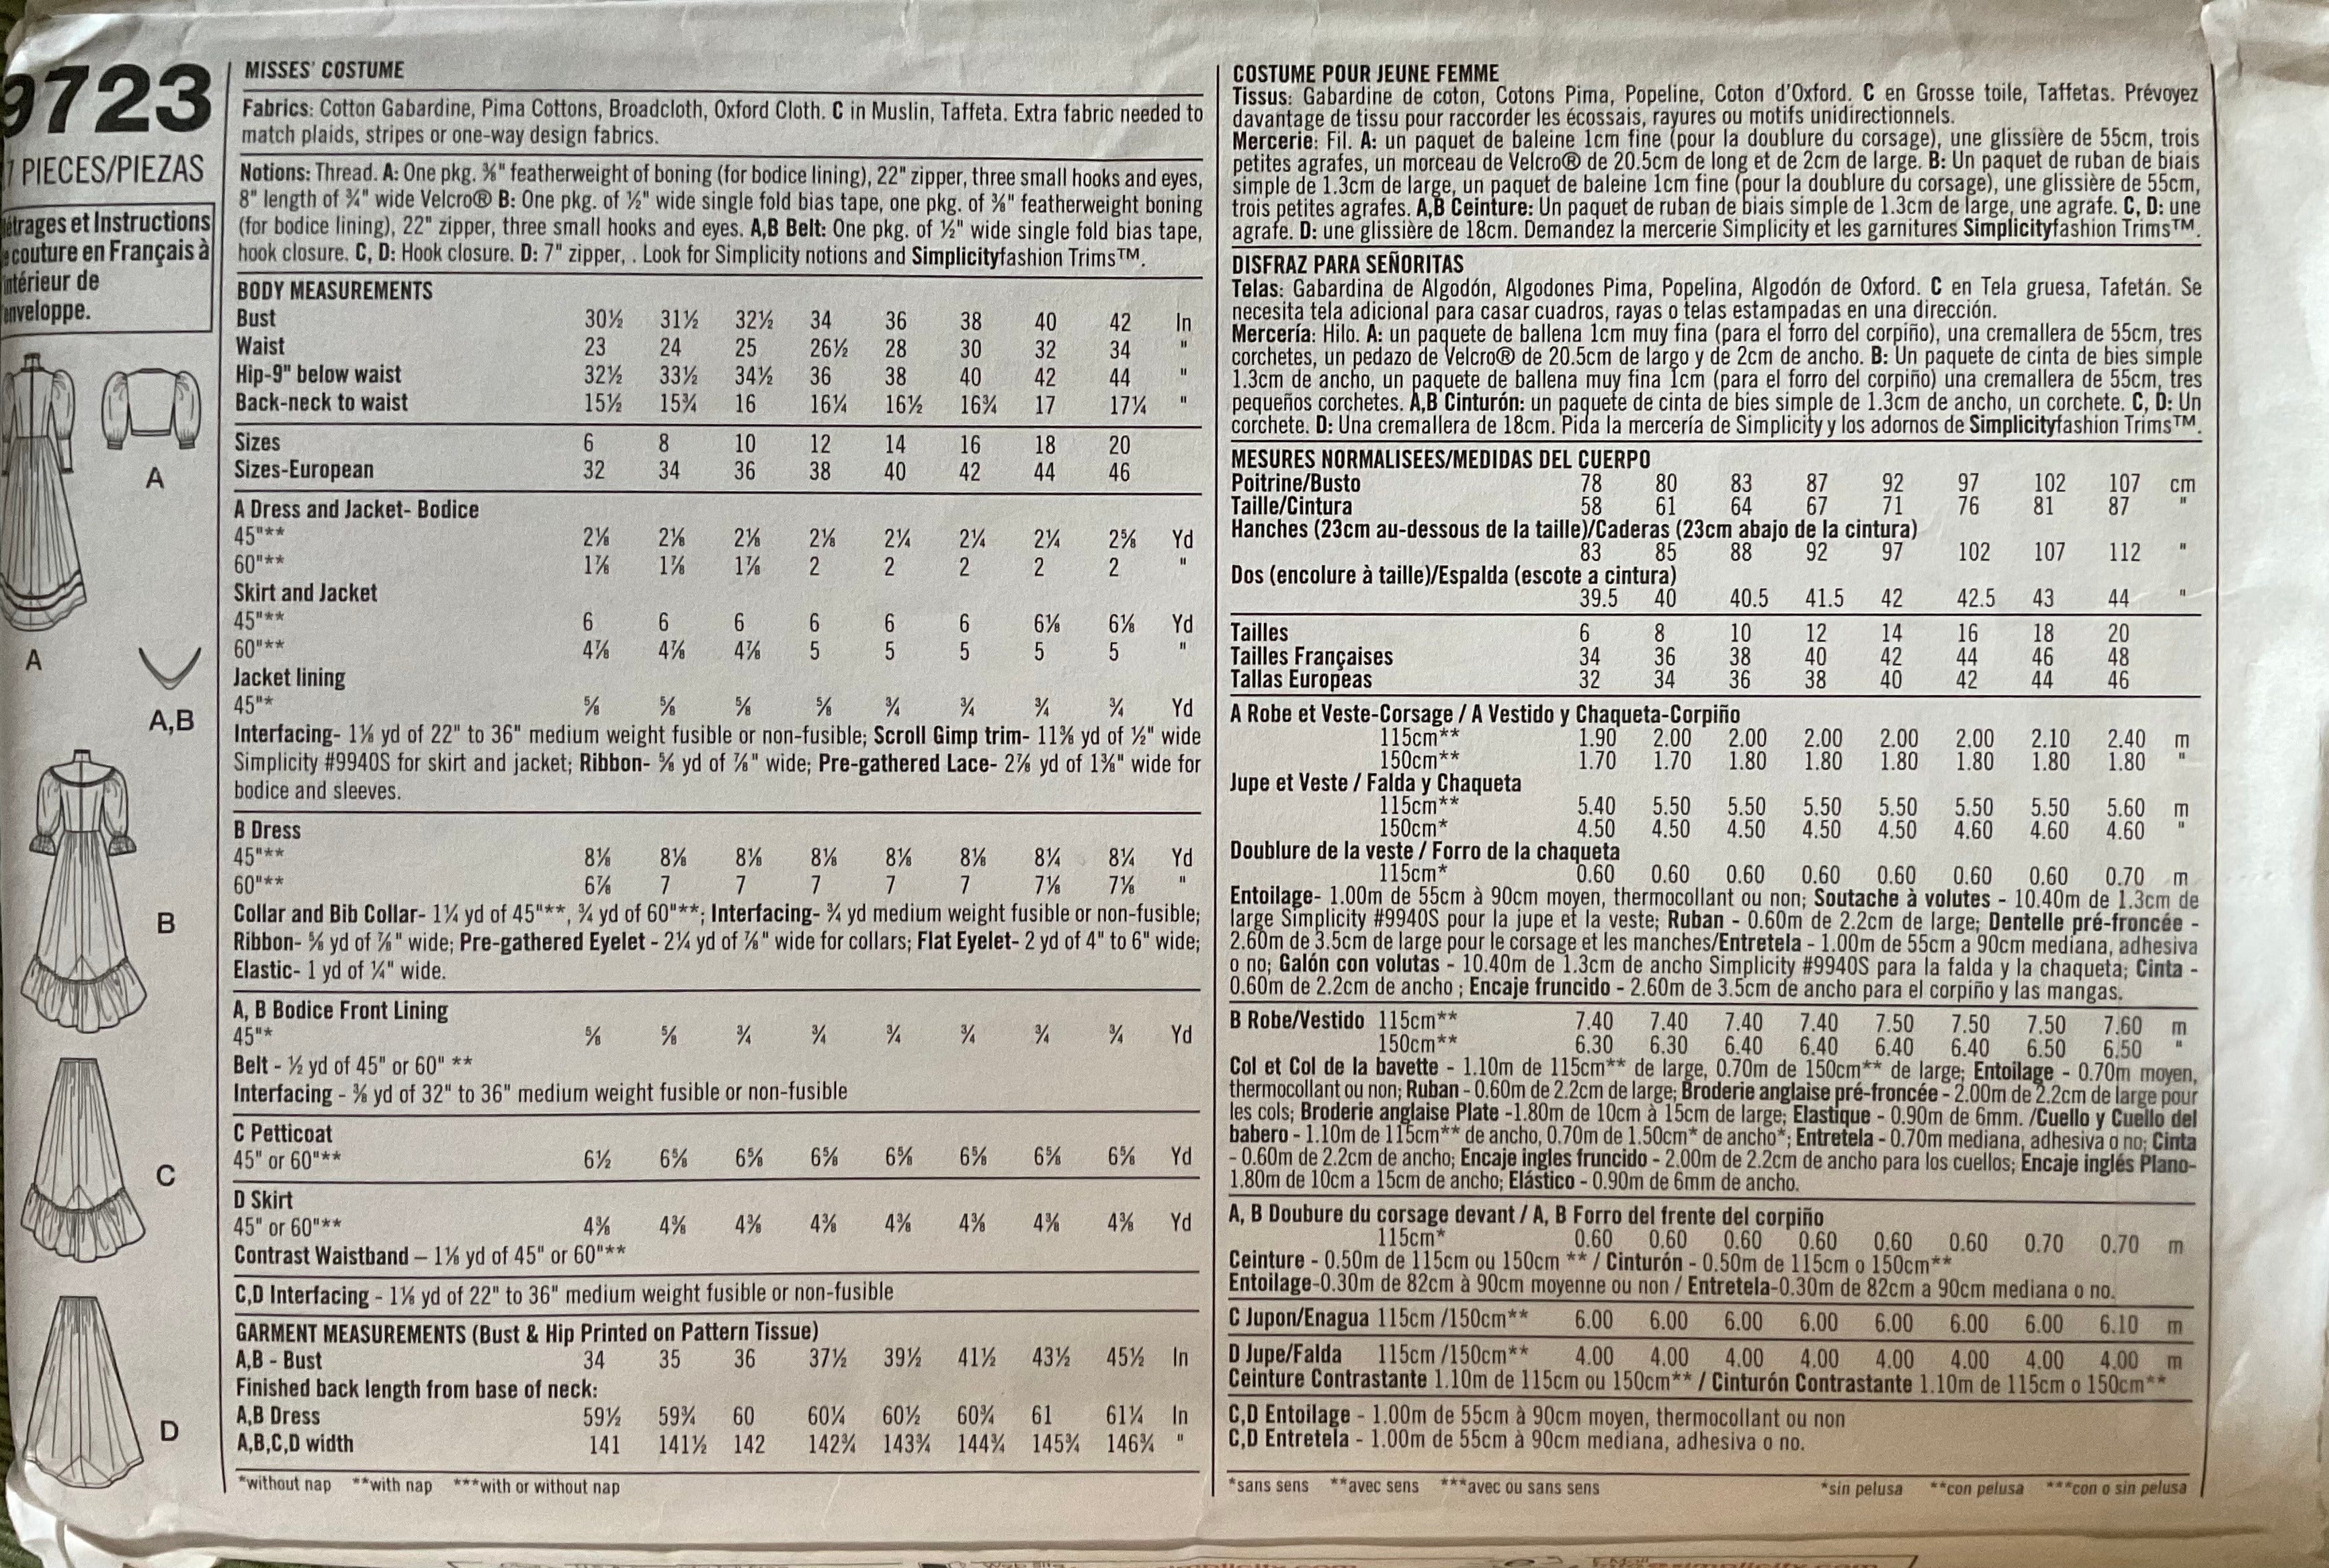 9723
7 PIECES/PIEZAS
étrages et Instructions
couture en Français à
intérieur de
enveloppe.
A
A
A,B
B
C
D
MISSES' COSTUME
Fabrics: Cotton Gabardine, Pima Cottons, Broadcloth, Oxford Cloth. C in Muslin, Taffeta. Extra fabric needed to
match plaids, stripes or one-way design fabrics.
Notions: Thread. A: One pkg. ⅜" featherweight of boning (for bodice lining), 22" zipper, three small hooks and eyes,
8" length of ¾" wide Velcro® B: One pkg. of ½" wide single fold bias tape, one pkg. of ⅜" featherweight boning
(for bodice lining), 22" zipper, three small hooks and eyes. A,B Belt: One pkg. of ½" wide single fold bias tape,
hook closure. C, D: Hook closure. D: 7" zipper, . Look for Simplicity notions and Simplicityfashion Trims™.
BODY MEASUREMENTS
Bust 30½ 31½ 32½ 34 36 38 40 42 In
Waist 23 24 25 26½ 28 30 32 34 "
Hip-9" below waist 32½ 33½ 34½ 36 38 40 42 44 "
Back-neck to waist 15½ 15¾ 16 16¼ 16½ 16¾ 17 17¼ "
Sizes 6 8 10 12 14 16 18 20
Sizes-European 32 34 36 38 40 42 44 46
A Dress and Jacket- Bodice
45"** 2⅛ 2⅛ 2⅛ 2⅛ 2¼ 2¼ 2¼ 2⅝ Yd
60"** 1⅞ 1⅞ 1⅞ 2 2 2 2 2 "
Skirt and Jacket
45"** 6 6 6 6 6 6 6⅛ 6⅛ Yd
60"** 4⅞ 4⅞ 4⅞ 5 5 5 5 5 "
Jacket lining
45"* ⅝ ⅝ ⅝ ⅝ ¾ ¾ ¾ ¾ Yd
Interfacing- 1⅛ yd of 22" to 36" medium weight fusible or non-fusible; Scroll Gimp trim- 11⅜ yd of ½" wide
Simplicity #9940S for skirt and jacket; Ribbon- ⅝ yd of ⅞" wide; Pre-gathered Lace- 2⅞ yd of 1⅜" wide for
bodice and sleeves.
B Dress
45"** 8⅛ 8⅛ 8⅛ 8⅛ 8⅛ 8⅛ 8¼ 8¼ Yd
60"** 6⅞ 7 7 7 7 7 7⅛ 7⅛ "
Collar and Bib Collar- 1¼ yd of 45"**, ¾ yd of 60"**; Interfacing- ¾ yd medium weight fusible or non-fusible;
Ribbon- ⅝ yd of ⅞" wide; Pre-gathered Eyelet - 2¼ yd of ⅞" wide for collars; Flat Eyelet- 2 yd of 4" to 6" wide;
Elastic- 1 yd of ¼" wide.
A, B Bodice Front Lining
45"* ⅝ ⅝ ¾ ¾ ¾ ¾ ¾ ¾ Yd
Belt - ½ yd of 45" or 60" **
Interfacing - ⅜ yd of 32" to 36" medium weight fusible or non-fusible
C Petticoat
45" or 60"** 6½ 6⅝ 6⅝ 6⅝ 6⅝ 6⅝ 6⅝ 6⅝ Yd
D Skirt
45" or 60"** 4⅜ 4⅜ 4⅜ 4⅜ 4⅜ 4⅜ 4⅜ 4⅜ Yd
Contrast Waistband – 1⅛ yd of 45" or 60"**
C,D Interfacing - 1⅛ yd of 22" to 36" medium weight fusible or non-fusible
GARMENT MEASUREMENTS (Bust & Hip Printed on Pattern Tissue)
A,B - Bust 34 35 36 37½ 39½ 41½ 43½ 45½ In
Finished back length from base of neck:
A,B Dress 59½ 59¾ 60 60¼ 60½ 60¾ 61 61¼ In
A,B,C,D width 141 141½ 142 142¾ 143¾ 144¾ 145¾ 146¾ "
*without nap **with nap ***with or without nap
COSTUME POUR JEUNE FEMME
Tissus: Gabardine de coton, Cotons Pima, Popeline, Coton d'Oxford. C en Grosse toile, Taffetas. Prévoyez
davantage de tissu pour raccorder les écossais, rayures ou motifs unidirectionnels.
Mercerie: Fil. A: un paquet de baleine 1cm fine (pour la doublure du corsage), une glissière de 55cm, trois
petites agrafes, un morceau de Velcro® de 20.5cm de long et de 2cm de large. B: Un paquet de ruban de biais
simple de 1.3cm de large, un paquet de baleine 1cm fine (pour la doublure du corsage), une glissière de 55cm,
trois petites agrafes. A,B Ceinture: Un paquet de ruban de biais simple de 1.3cm de large, une agrafe. C, D: une
agrafe. D: une glissière de 18cm. Demandez la mercerie Simplicity et les garnitures Simplicityfashion Trims™.
DISFRAZ PARA SEÑORITAS
Telas: Gabardina de Algodón, Algodones Pima, Popelina, Algodón de Oxford. C en Tela gruesa, Tafetán. Se
necesita tela adicional para casar cuadros, rayas o telas estampadas en una dirección.
Mercería: Hilo. A: un paquete de ballena 1cm muy fina (para el forro del corpiño), una cremallera de 55cm, tres
corchetes, un pedazo de Velcro® de 20.5cm de largo y de 2cm de ancho. B: Un paquete de cinta de bies simple
1.3cm de ancho, un paquete de ballena muy fina 1cm (para el forro del corpiño) una cremallera de 55cm, tres
pequeños corchetes. A,B Cinturón: un paquete de cinta de bies simple de 1.3cm de ancho, un corchete. C, D: Un
corchete. D: Una cremallera de 18cm. Pida la mercería de Simplicity y los adornos de Simplicityfashion Trims™.
MESURES NORMALISEES/MEDIDAS DEL CUERPO
Poitrine/Busto 78 80 83 87 92 97 102 107 cm
Taille/Cintura 58 61 64 67 71 76 81 87 "
Hanches (23cm au-dessous de la taille)/Caderas (23cm abajo de la cintura)
83 85 88 92 97 102 107 112 "
Dos (encolure à taille)/Espalda (escote a cintura)
39.5 40 40.5 41.5 42 42.5 43 44 "
Tailles 6 8 10 12 14 16 18 20
Tailles Françaises 34 36 38 40 42 44 46 48
Tallas Europeas 32 34 36 38 40 42 44 46
A Robe et Veste-Corsage / A Vestido y Chaqueta-Corpiño
115cm** 1.90 2.00 2.00 2.00 2.00 2.00 2.10 2.40 m
150cm** 1.70 1.70 1.80 1.80 1.80 1.80 1.80 1.80 "
Jupe et Veste / Falda y Chaqueta
115cm** 5.40 5.50 5.50 5.50 5.50 5.50 5.50 5.60 m
150cm* 4.50 4.50 4.50 4.50 4.50 4.60 4.60 4.60 "
Doublure de la veste / Forro de la chaqueta
115cm* 0.60 0.60 0.60 0.60 0.60 0.60 0.60 0.70 m
Entoilage- 1.00m de 55cm à 90cm moyen, thermocollant ou non; Soutache à volutes - 10.40m de 1.3cm de
large Simplicity #9940S pour la jupe et la veste; Ruban - 0.60m de 2.2cm de large; Dentelle pré-froncée -
2.60m de 3.5cm de large pour le corsage et les manches/Entretela - 1.00m de 55cm a 90cm mediana, adhesiva
o no; Galón con volutas - 10.40m de 1.3cm de ancho Simplicity #9940S para la falda y la chaqueta; Cinta -
0.60m de 2.2cm de ancho ; Encaje fruncido - 2.60m de 3.5cm de ancho para el corpiño y las mangas.
B Robe/Vestido 115cm** 7.40 7.40 7.40 7.40 7.50 7.50 7.50 7.60 m
150cm** 6.30 6.30 6.40 6.40 6.40 6.40 6.50 6.50 "
Col et Col de la bavette - 1.10m de 115cm** de large, 0.70m de 150cm** de large; Entoilage - 0.70m moyen,
thermocollant ou non; Ruban - 0.60m de 2.2cm de large; Broderie anglaise pré-froncée - 2.00m de 2.2cm de large pour
les cols; Broderie anglaise Plate -1.80m de 10cm à 15cm de large; Elastique - 0.90m de 6mm. /Cuello y Cuello del
babero - 1.10m de 115cm** de ancho, 0.70m de 1.50cm* de ancho*; Entretela - 0.70m mediana, adhesiva o no; Cinta
- 0.60m de 2.2cm de ancho; Encaje ingles fruncido - 2.00m de 2.2cm de ancho para los cuellos; Encaje inglés Plano-
1.80m de 10cm a 15cm de ancho; Elástico - 0.90m de 6mm de ancho.
A, B Doubure du corsage devant / A, B Forro del frente del corpiño
115cm* 0.60 0.60 0.60 0.60 0.60 0.60 0.70 0.70 m
Ceinture - 0.50m de 115cm ou 150cm ** / Cinturón - 0.50m de 115cm o 150cm**
Entoilage-0.30m de 82cm à 90cm moyenne ou non / Entretela-0.30m de 82cm a 90cm mediana o no.
C Jupon/Enagua 115cm /150cm** 6.00 6.00 6.00 6.00 6.00 6.00 6.00 6.10 m
D Jupe/Falda 115cm /150cm** 4.00 4.00 4.00 4.00 4.00 4.00 4.00 4.00 m
Ceinture Contrastante 1.10m de 115cm ou 150cm** / Cinturón Contrastante 1.10m de 115cm o 150cm**
C,D Entoilage - 1.00m de 55cm à 90cm moyen, thermocollant ou non
C,D Entretela - 1.00m de 55cm à 90cm mediana, adhesiva o no.
*sans sens **avec sens ***avec ou sans sens *sin pelusa **con pelusa ***con o sin pelusa